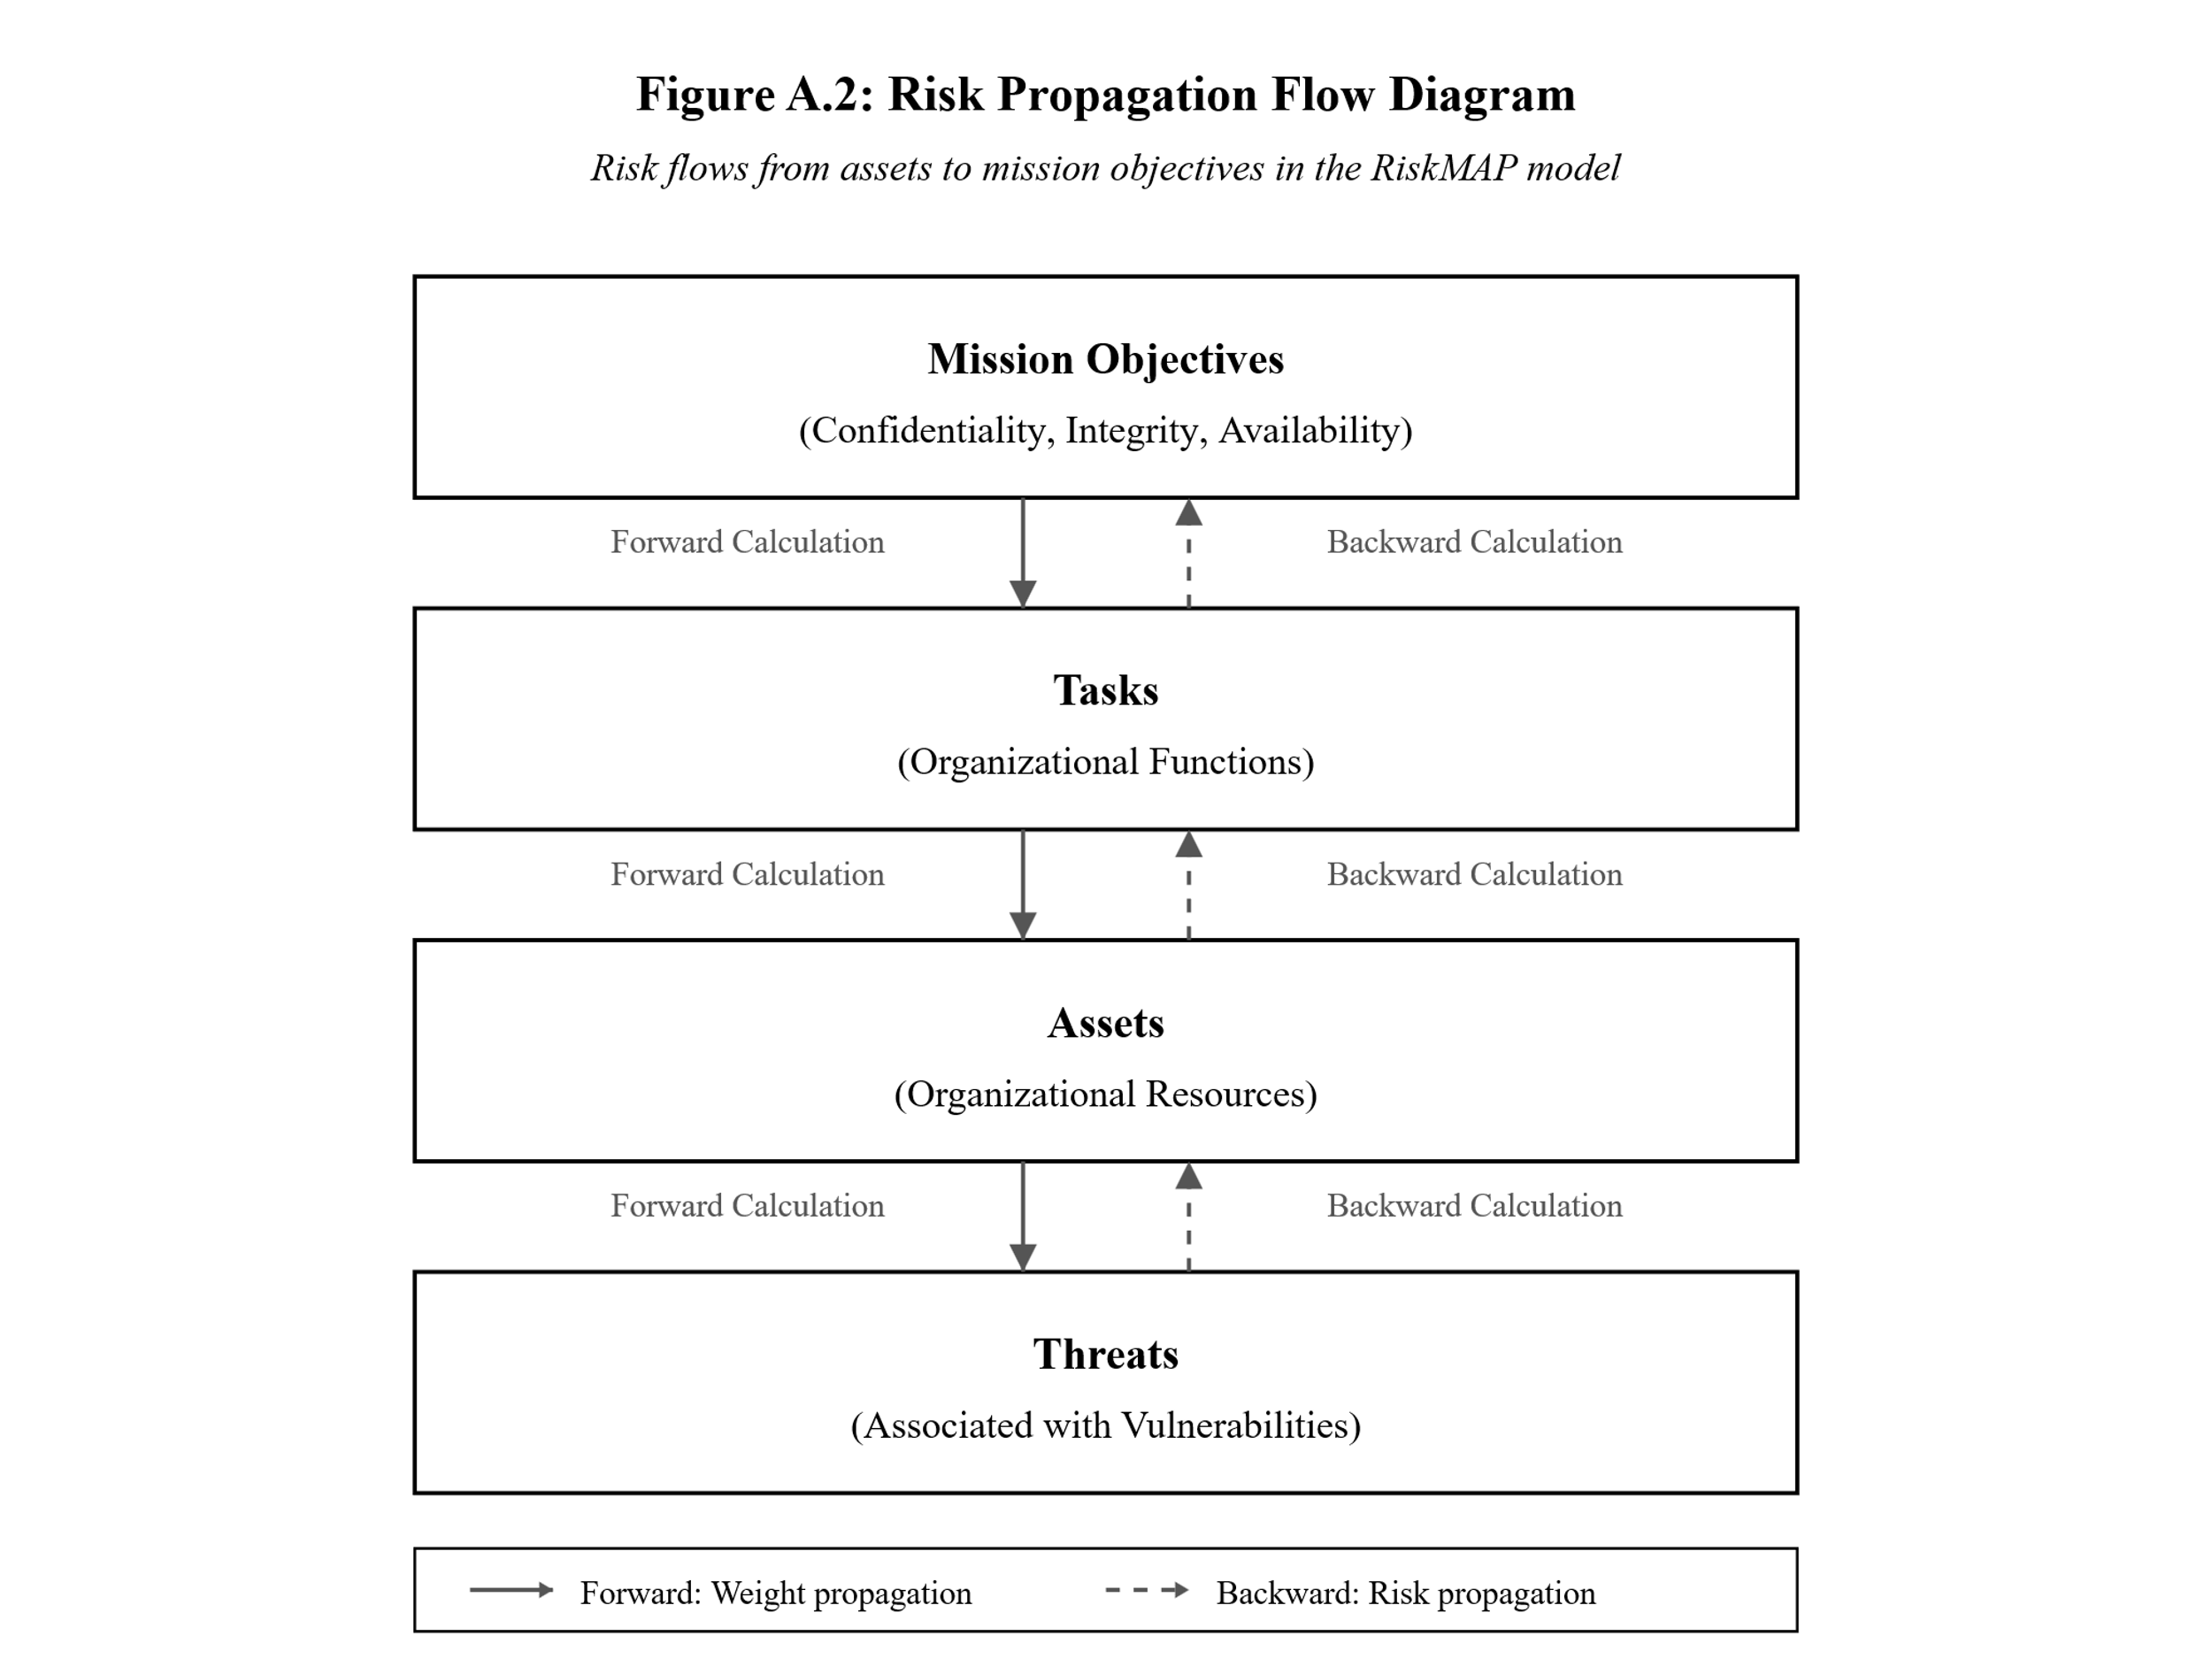 Figure A.2: Risk Propagation Flow Diagram
Risk flows from assets to mission objectives in the RiskMAP model
Mission Objectives
(Confidentiality, Integrity, Availability)
Forward Calculation
Backward Calculation
Tasks
(Organizational Functions)
Forward Calculation
Backward Calculation
Assets
(Organizational Resources)
Forward Calculation
Backward Calculation
Threats
(Associated with Vulnerabilities)
Forward: Weight propagation
Backward: Risk propagation